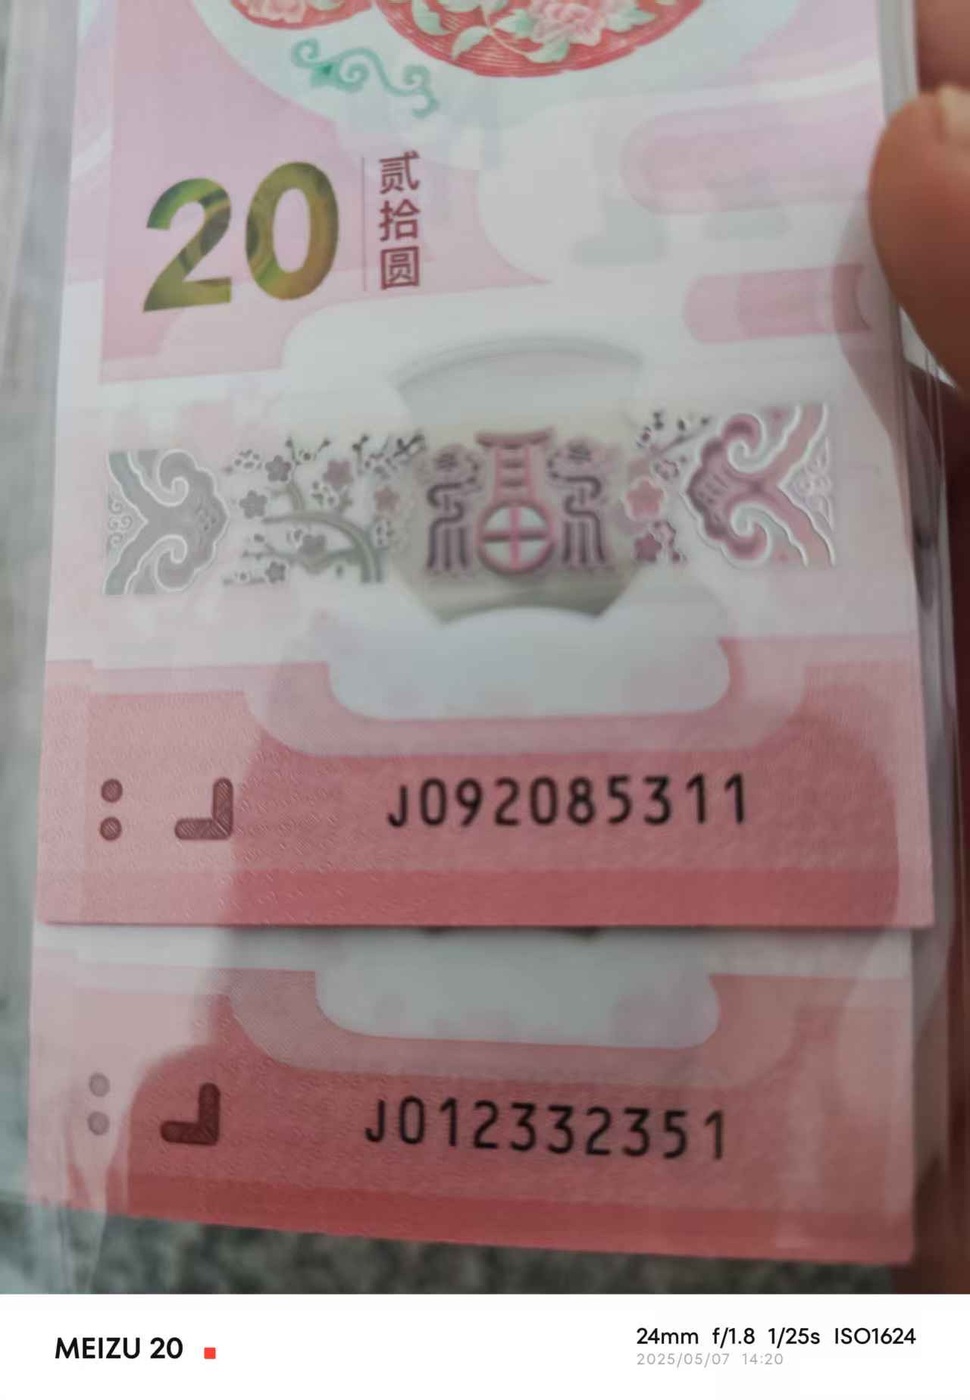 20
贰拾圆
J092085311
J012332351
MEIZU 20
24mm f/1.8 1/25s ISO1624
2025/05/07 14:20